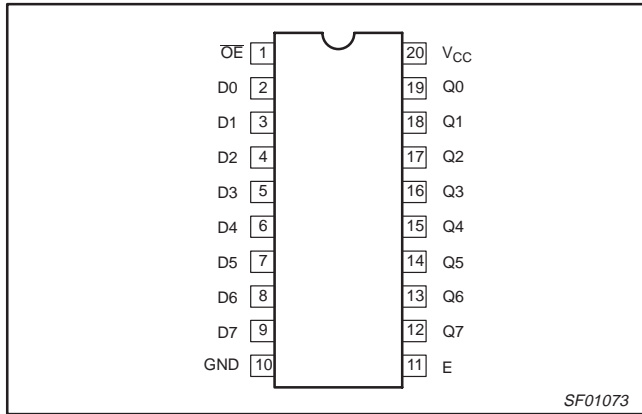 O̅E̅ 1 20 VCC
D0 2 19 Q0
D1 3 18 Q1
D2 4 17 Q2
D3 5 16 Q3
D4 6 15 Q4
D5 7 14 Q5
D6 8 13 Q6
D7 9 12 Q7
GND 10 11 E
SF01073